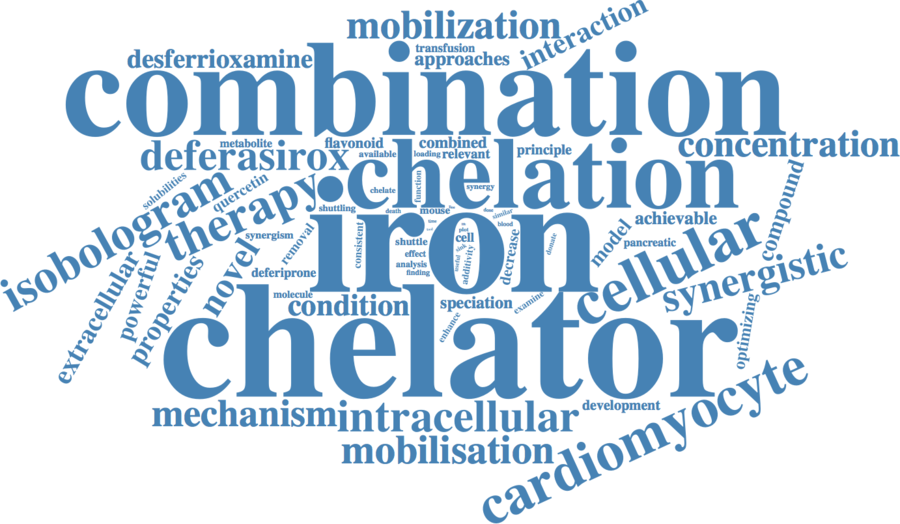 mobilization
interaction
transfusion
desferrioxamine
approaches
combination
metabolite
flavonoid
combined
concentration
deferasirox
available
loading
relevant
principle
chelation
solubilities
quercetin
chelate
function
synergy
compound
isobologram
therapy
shuttling
death
mouse
similar
achievable
iron
blood
model
synergism
removal
consistent
shuttle
cell
plot
decrease
donate
pancreatic
cellular
extracellular
powerful
properties
novel
deferiprone
effect
analysis
finding
useful
additivity
synergistic
molecule
condition
speciation
examine
enhance
optimizing
chelator
mechanism
intracellular
development
mobilisation
cardiomyocyte